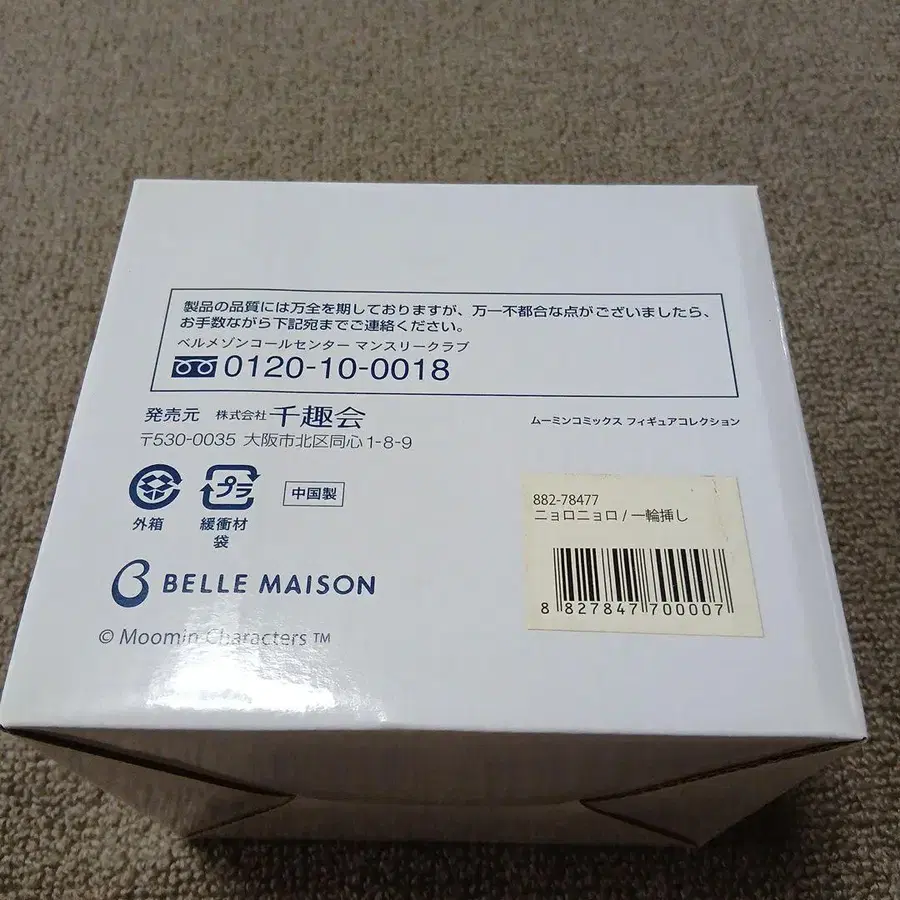 製品の品質には万全を期しておりますが、万一不都合な点がございましたら、
お手数ながら下記宛までご連絡ください。
ベルメゾンコールセンター マンスリークラブ
0120-10-0018
発売元 株式会社 千趣会
〒530-0035 大阪市北区同心1-8-9
ムーミンコミックス フィギュアコレクション
外箱
プラ
緩衝材
袋
中国製
882-78477
ニョロニョロ/一輪挿し
8 827847 700007
BELLE MAISON
© Moomin Characters ™